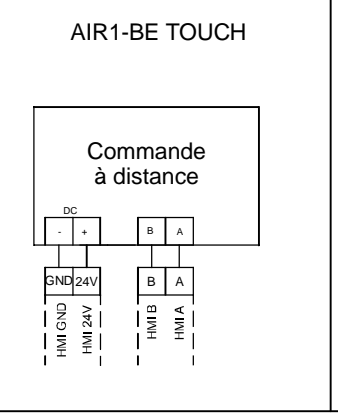 AIR1-BE TOUCH
Commande
à distance
DC
- + B A
GND 24V B A
HMI GND
HMI 24V
HMI B
HMI A